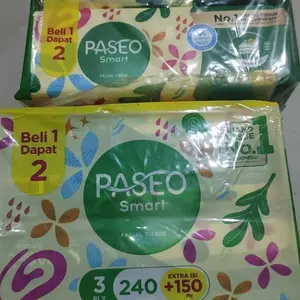 Beli 1
Dapat
2
PASEO
Smart
FACIAL TISSUE
No.1
Beli 1
Dapat
2
PASEO
Smart
FACIAL TISSUE
3
PLY
240
EXTRA ISI
+150